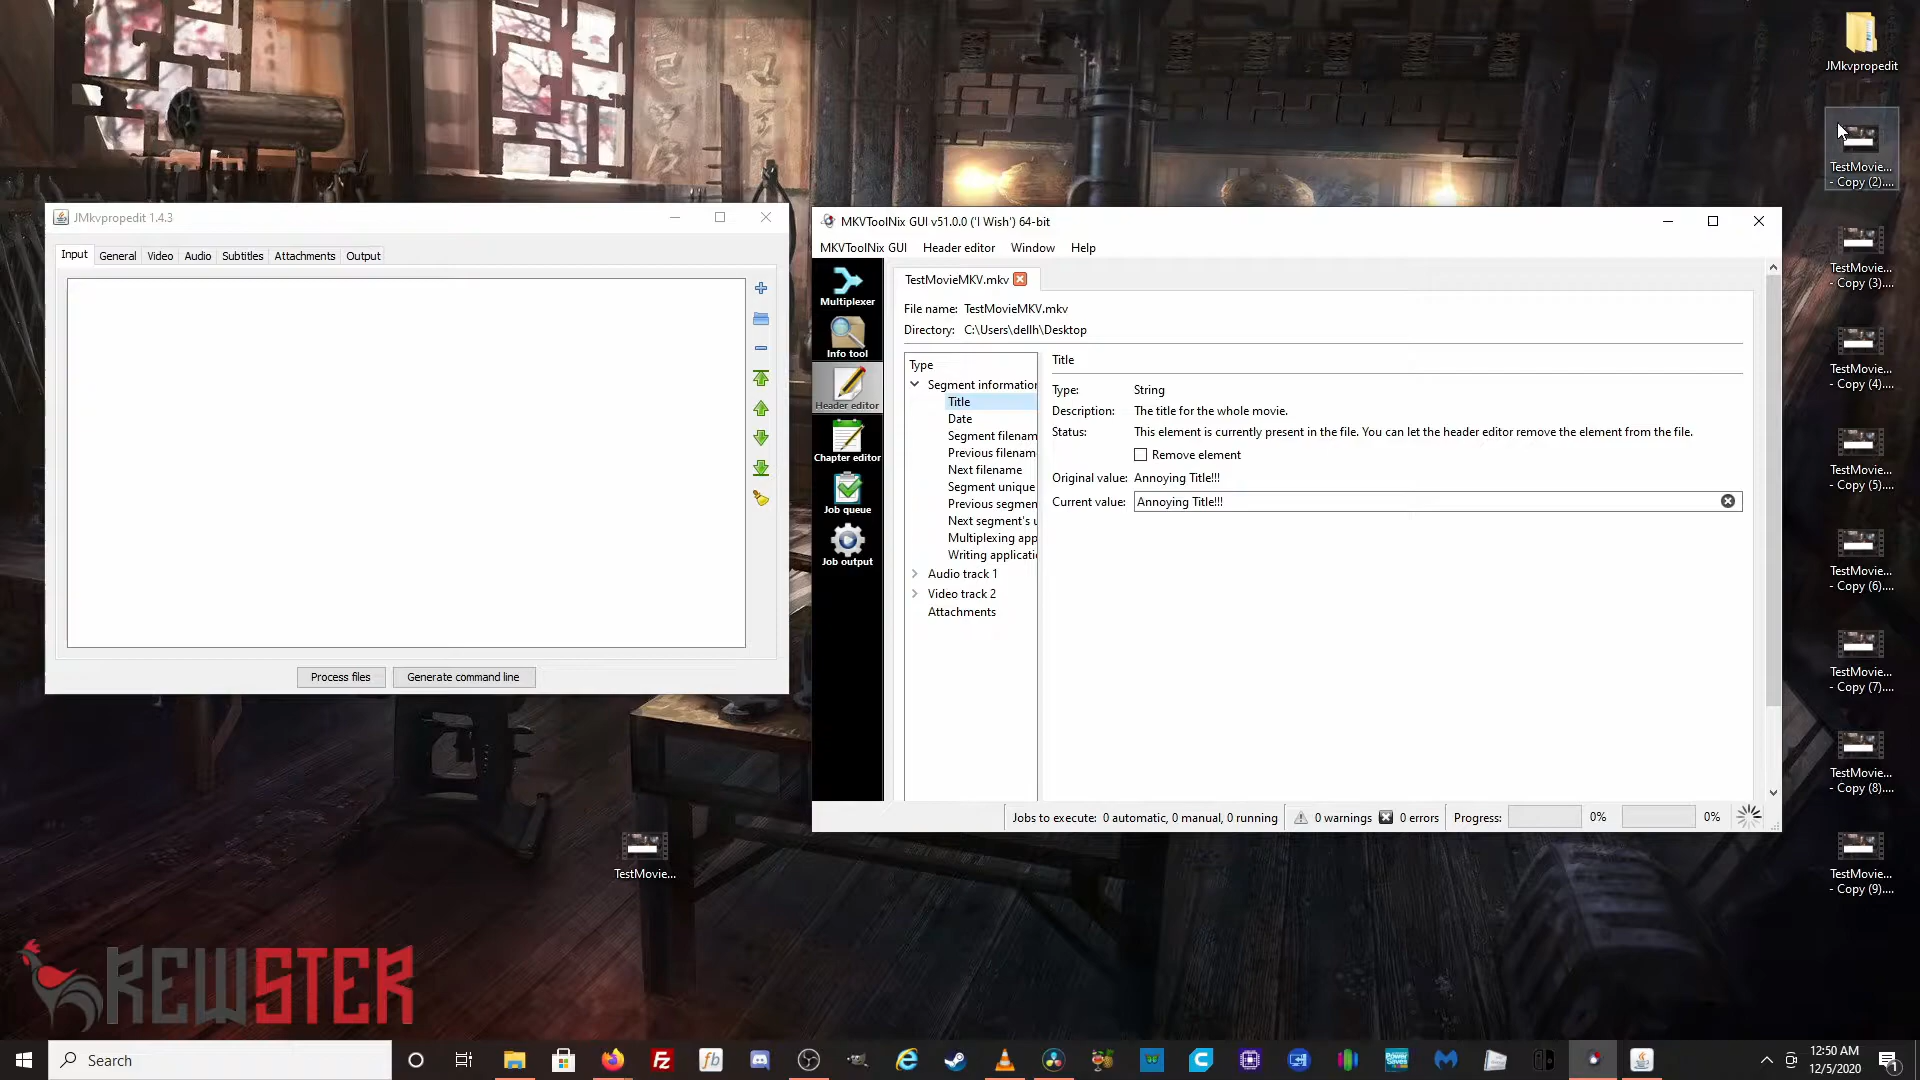 JMkvpropedit
TestMovie...
- Copy (2)....
TestMovie...
- Copy (3)....
TestMovie...
- Copy (4)....
TestMovie...
- Copy (5)....
TestMovie...
- Copy (6)....
TestMovie...
- Copy (7)....
TestMovie...
- Copy (8)....
TestMovie...
- Copy (9)....
JMkvpropedit 1.4.3
Input General Video Audio Subtitles Attachments Output
Process files Generate command line
MKVToolNix GUI v51.0.0 ('I Wish') 64-bit
MKVToolNix GUI Header editor Window Help
Multiplexer
Info tool
Header editor
Chapter editor
Job queue
Job output
TestMovieMKV.mkv
File name: TestMovieMKV.mkv
Directory: C:\Users\dellh\Desktop
Type
Segment information
Title
Date
Segment filenam
Previous filenam
Next filename
Segment unique
Previous segmen
Next segment's u
Multiplexing app
Writing applicati
Audio track 1
Video track 2
Attachments
Title
Type: String
Description: The title for the whole movie.
Status: This element is currently present in the file. You can let the header editor remove the element from the file.
Remove element
Original value: Annoying Title!!!
Current value: Annoying Title!!!
Jobs to execute: 0 automatic, 0 manual, 0 running 0 warnings 0 errors Progress: 0% 0%
TestMovie...
REWSTER
Search
Fz
fb
12:50 AM
12/5/2020
1